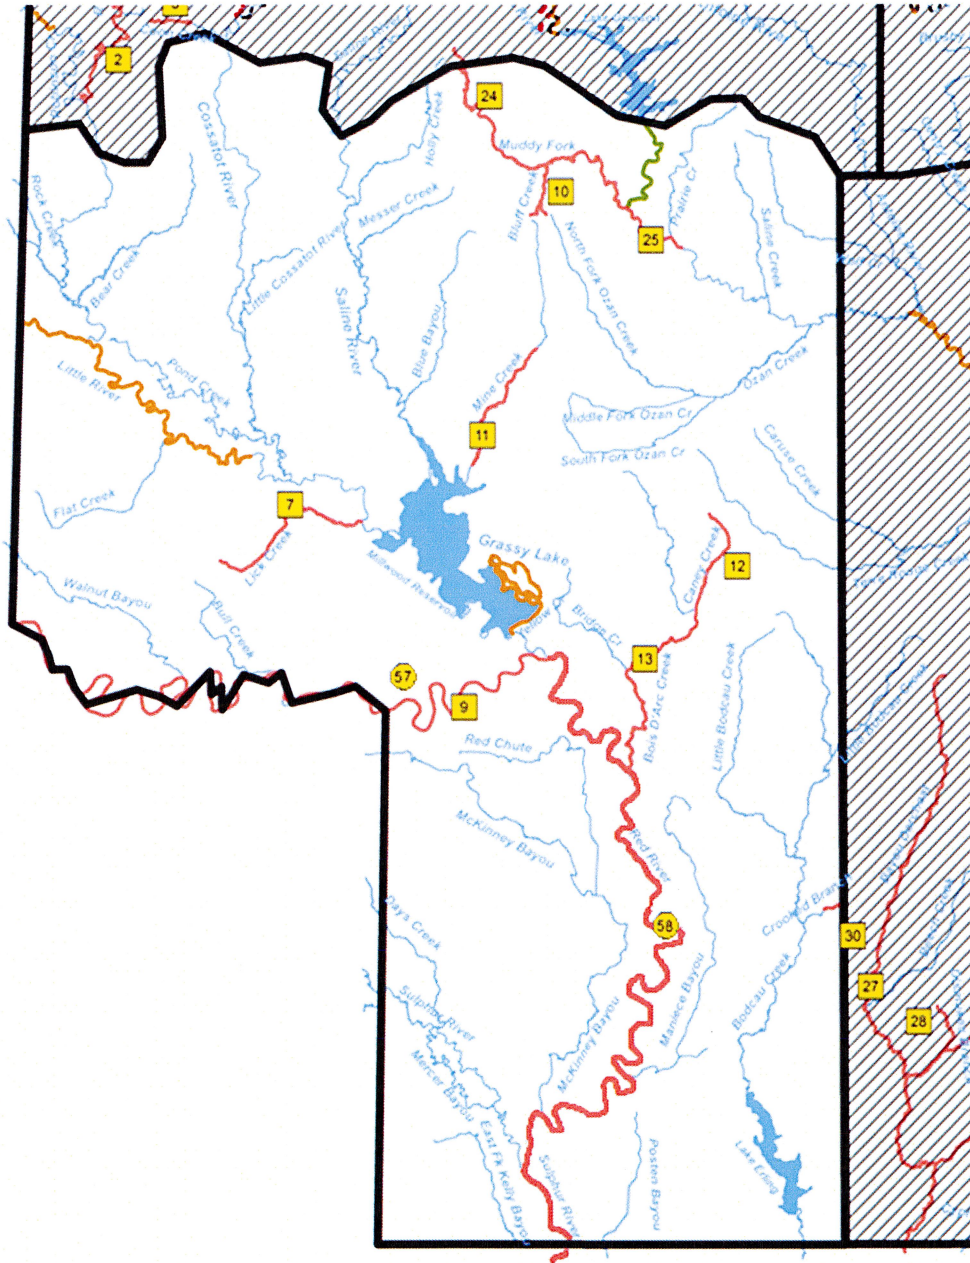 2
24
Holly Creek
Cossatot River
Muddy Fork
10
Bluff Creek
Prairie Cr
Rock Creek
Messer Creek
25
Saline Creek
North Fork Ozan Creek
Little Cossatot River
Bear Creek
Saline River
Blue Bayou
Pond Creek
Little River
Mine Creek
Ozan Creek
Middle Fork Ozan Cr
11
South Fork Ozan Cr
Caruse Creek
Flat Creek
7
Lick Creek
Grassy Lake
Millwood Reservoir
Caney Creek
12
Walnut Bayou
Bull Creek
Yellow
Bridge Cr
13
57
9
Bois D'Arc Creek
Little Bodcau Creek
Little Bodcau Creek
Red Chute
McKinney Bayou
Red River
Daya Creek
58
Crooked Branch
30
27
28
Sulphur River
Maniece Bayou
Bodcau Creek
McKinney Bayou
Mercer Bayou
East Fk Kelly Bayou
Sulphur River
Posten Bayou
Lake Erling